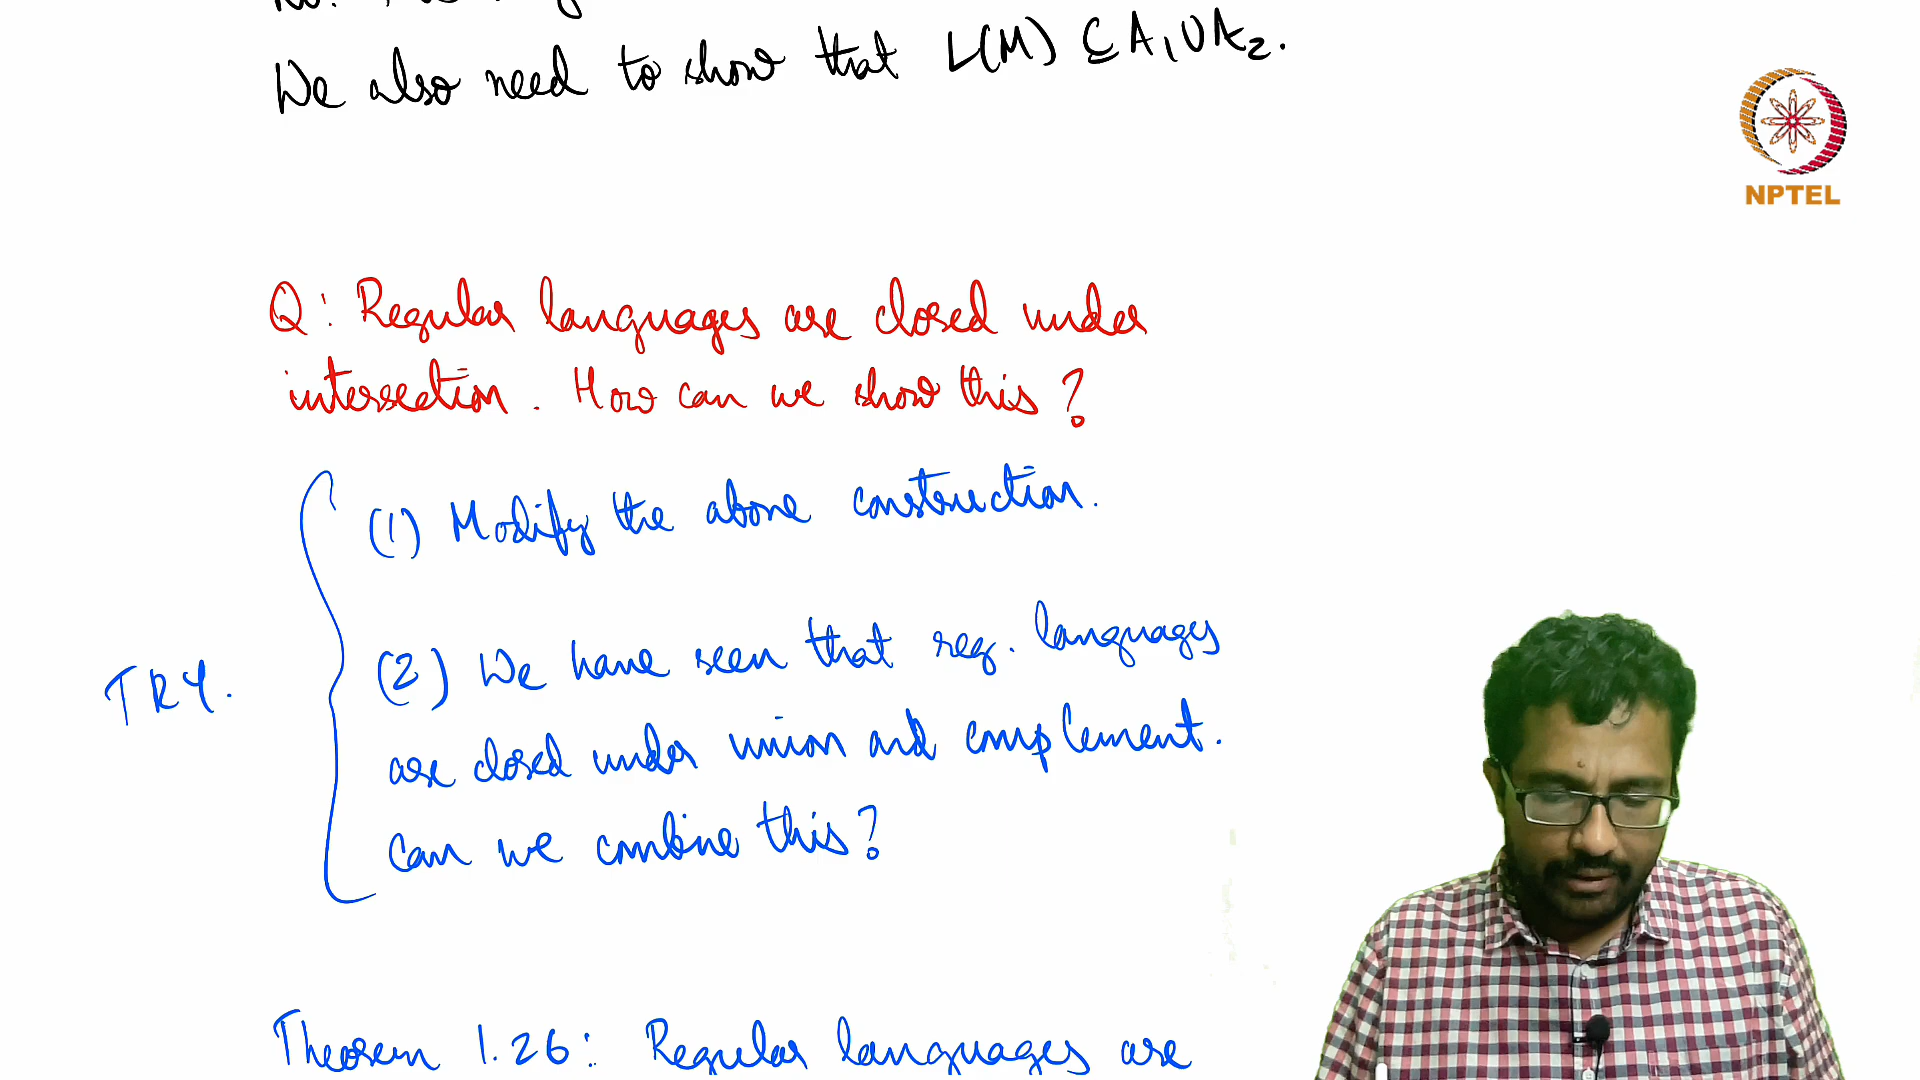 We also need to show that L(M) ⊆ A₁ ∪ A₂.
NPTEL
Q: Regular languages are closed under
intersection. How can we show this?
(1) Modify the above construction.
TRY.
(2) We have seen that reg. languages
are closed under union and complement.
Can we combine this?
Theorem 1.26: Regular languages are